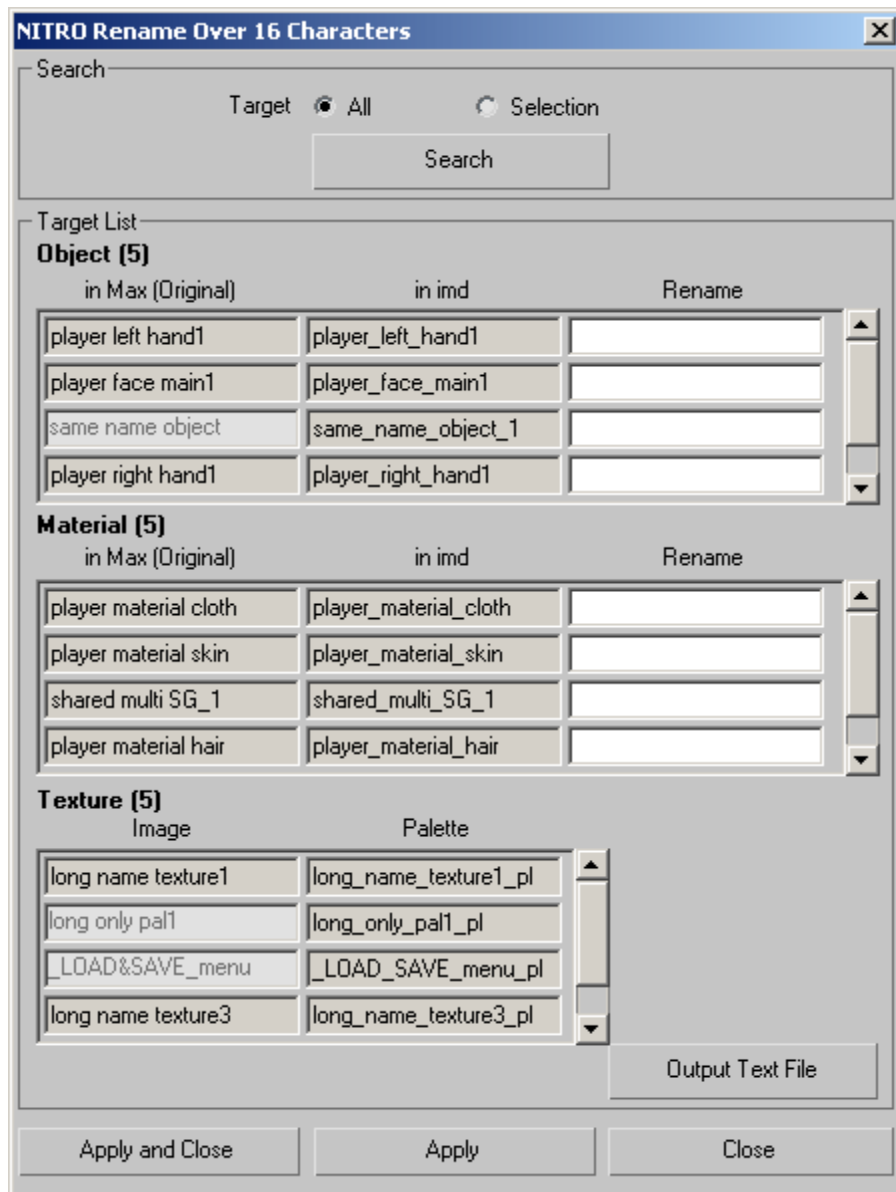 NITRO Rename Over 16 Characters
Search
Target All Selection
Search
Target List
Object (5)
in Max (Original) in imd Rename
player left hand1 player_left_hand1
player face main1 player_face_main1
same name object same_name_object_1
player right hand1 player_right_hand1
Material (5)
in Max (Original) in imd Rename
player material cloth player_material_cloth
player material skin player_material_skin
shared multi SG_1 shared_multi_SG_1
player material hair player_material_hair
Texture (5)
Image Palette
long name texture1 long_name_texture1_pl
long only pal1 long_only_pal1_pl
_LOAD&SAVE_menu _LOAD_SAVE_menu_pl
long name texture3 long_name_texture3_pl
Output Text File
Apply and Close Apply Close